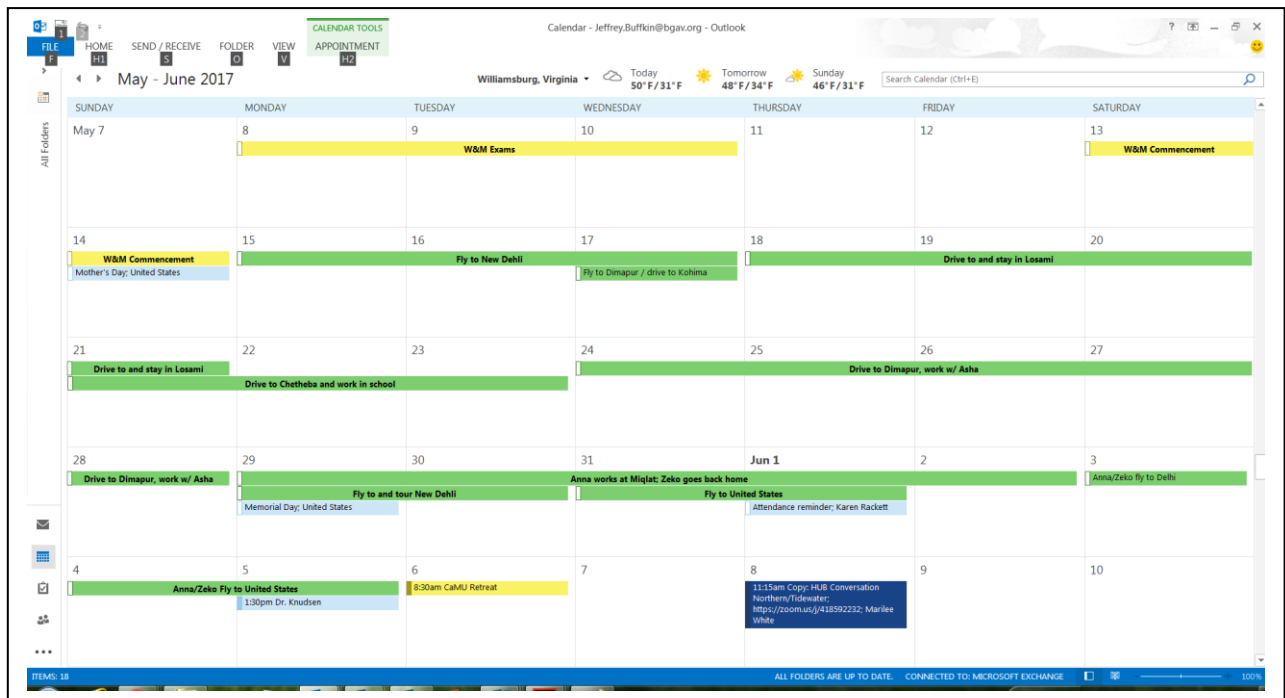 1
2
CALENDAR TOOLS
Calendar - Jeffrey.Buffkin@bgav.org - Outlook
?
FILE HOME SEND / RECEIVE FOLDER VIEW APPOINTMENT
F H1 S O V H2
May - June 2017
Williamsburg, Virginia
Today
50°F/31°F
Tomorrow
48°F/34°F
Sunday
46°F/31°F
Search Calendar (Ctrl+E)
All Folders
SUNDAY MONDAY TUESDAY WEDNESDAY THURSDAY FRIDAY SATURDAY
May 7 8 9 10 11 12 13
W&M Exams W&M Commencement
14 15 16 17 18 19 20
W&M Commencement Fly to New Dehli Drive to and stay in Losami
Mother's Day; United States Fly to Dimapur / drive to Kohima
21 22 23 24 25 26 27
Drive to and stay in Losami Drive to Dimapur, work w/ Asha
Drive to Chetheba and work in school
28 29 30 31 Jun 1 2 3
Drive to Dimapur, work w/ Asha Anna works at Miqlat; Zeko goes back home Anna/Zeko fly to Delhi
Fly to and tour New Dehli Fly to United States
Memorial Day; United States Attendance reminder; Karen Rackett
4 5 6 7 8 9 10
Anna/Zeko Fly to United States 8:30am CaMU Retreat 11:15am Copy: HUB Conversation
1:30pm Dr. Knudsen Northern/Tidewater;
https://zoom.us/j/418592232; Marilee
White
ITEMS: 18 ALL FOLDERS ARE UP TO DATE. CONNECTED TO: MICROSOFT EXCHANGE 100%